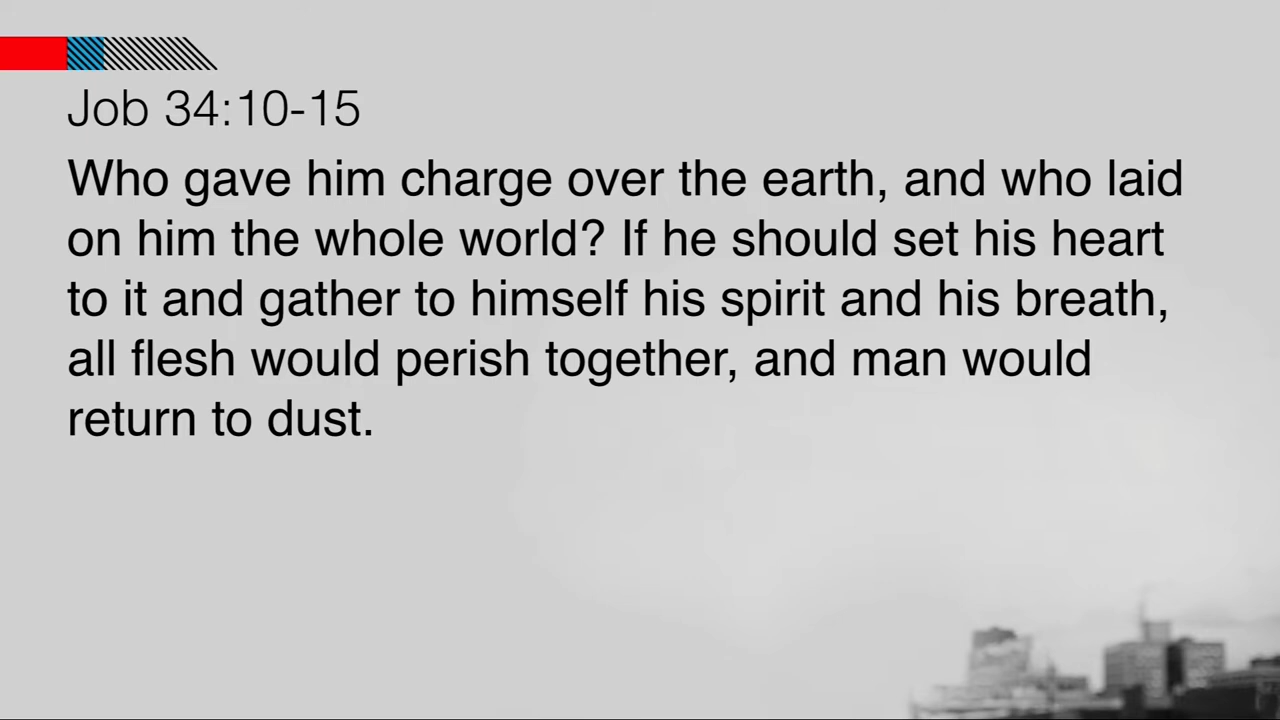 Job 34:10-15
Who gave him charge over the earth, and who laid
on him the whole world? If he should set his heart
to it and gather to himself his spirit and his breath,
all flesh would perish together, and man would
return to dust.